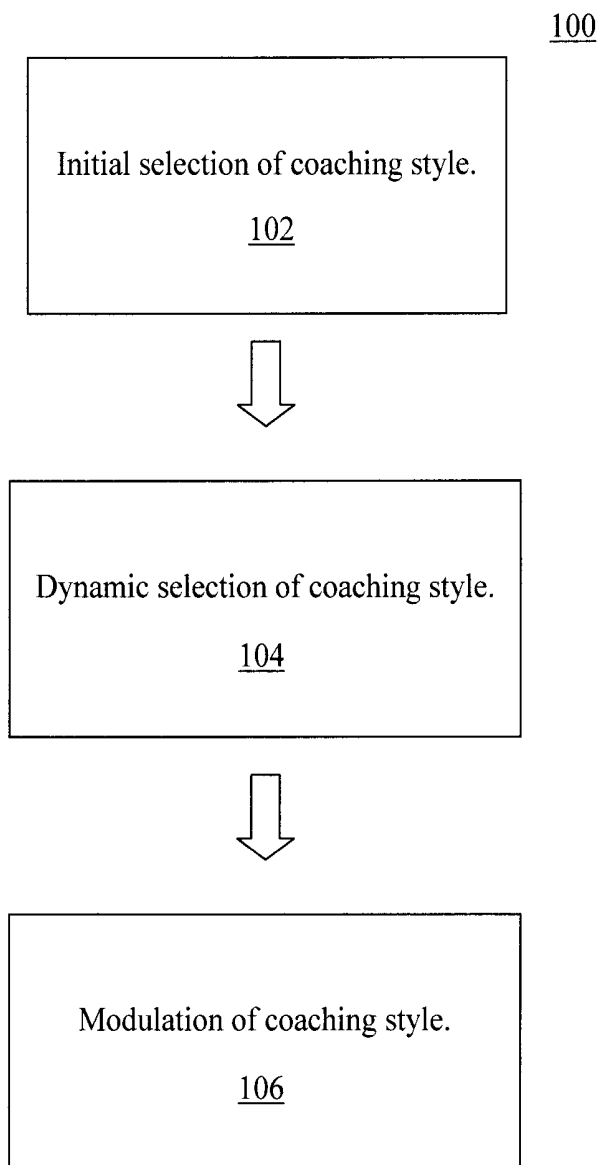 100
Initial selection of coaching style.
102
Dynamic selection of coaching style.
104
Modulation of coaching style.
106